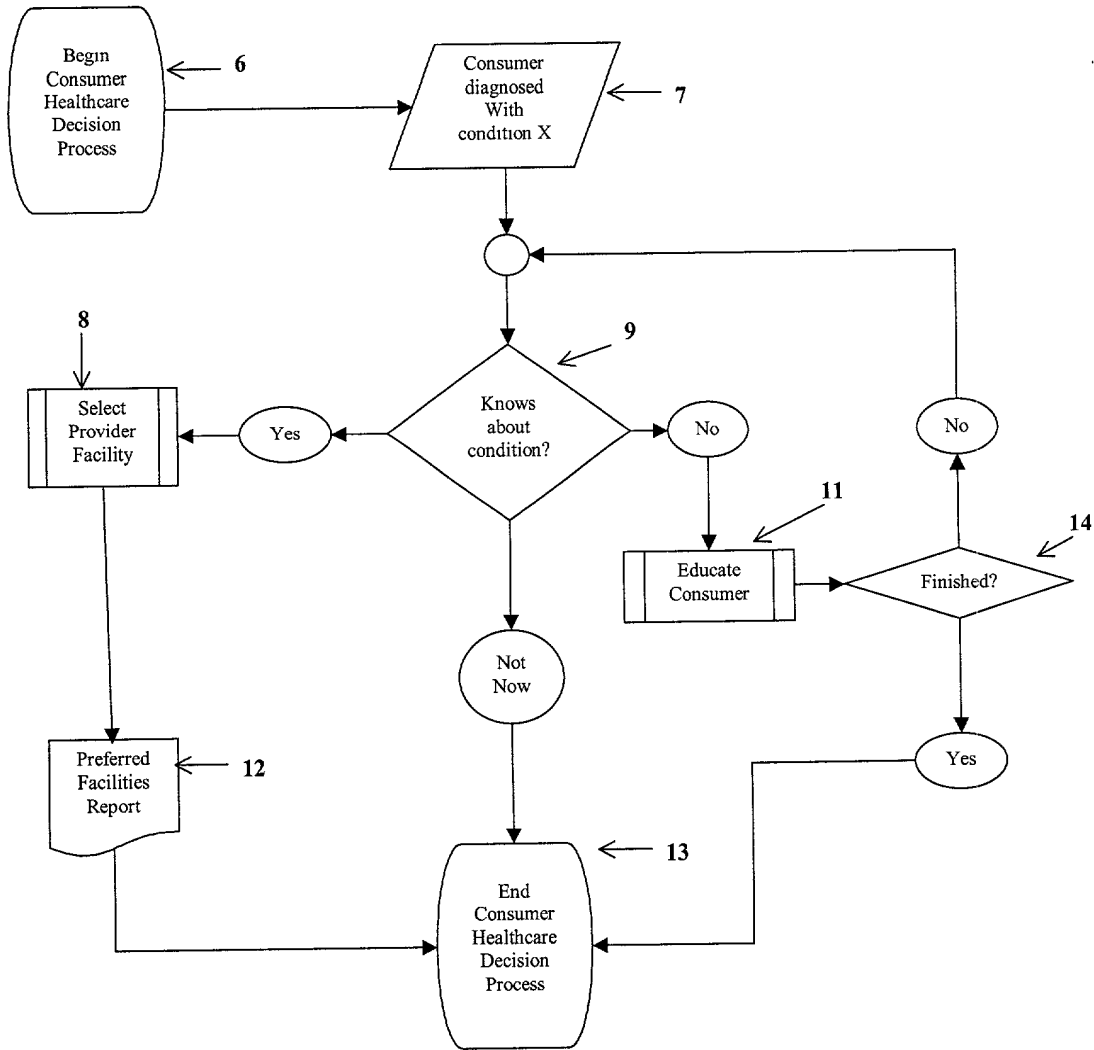 Begin
Consumer
Healthcare
Decision
Process
6
Consumer
diagnosed
With
condition X
7
8
9
Select
Provider
Facility
Yes
Knows
about
condition?
No
No
11
14
Educate
Consumer
Finished?
Not
Now
Preferred
Facilities
Report
12
Yes
13
End
Consumer
Healthcare
Decision
Process